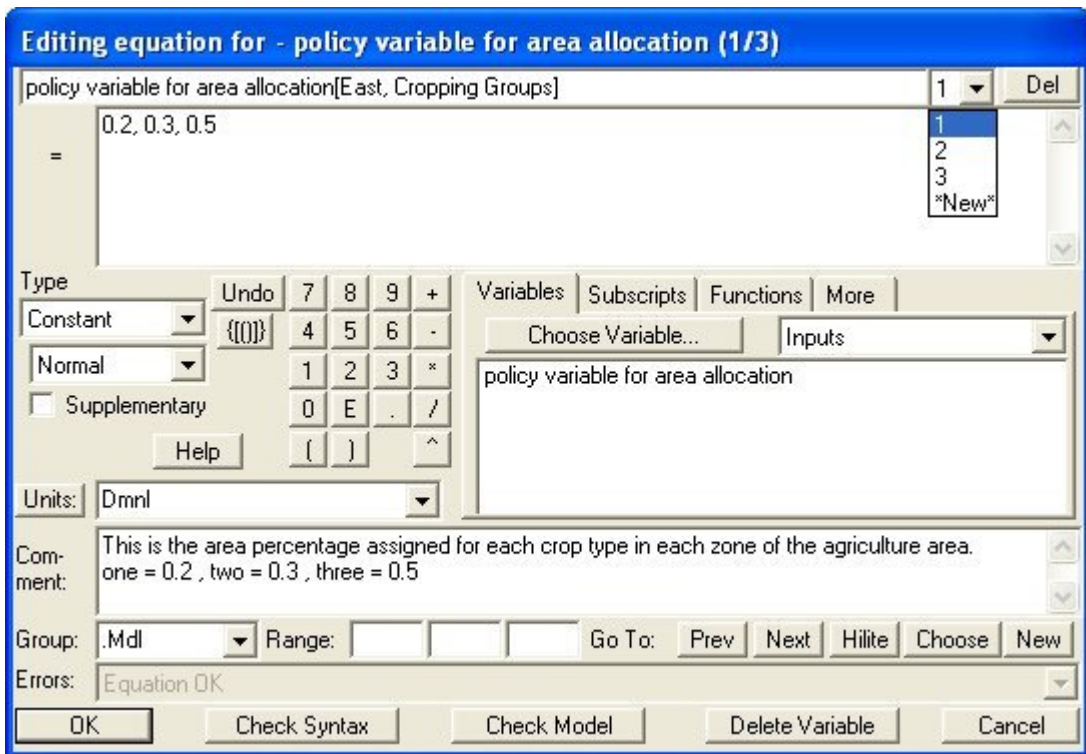 Editing equation for - policy variable for area allocation (1/3)
policy variable for area allocation[East, Cropping Groups] 1 Del
= 0.2, 0.3, 0.5
1
2
3
*New*
Type
Constant
Normal
Supplementary
Help
Undo 7 8 9 +
{[()]} 4 5 6 -
1 2 3 *
0 E . /
( ) ^
Variables Subscripts Functions More
Choose Variable... Inputs
policy variable for area allocation
Units: Dmnl
Com-
ment:
This is the area percentage assigned for each crop type in each zone of the agriculture area.
one = 0.2 , two = 0.3 , three = 0.5
Group: .Mdl Range: Go To: Prev Next Hilite Choose New
Errors: Equation OK
OK Check Syntax Check Model Delete Variable Cancel